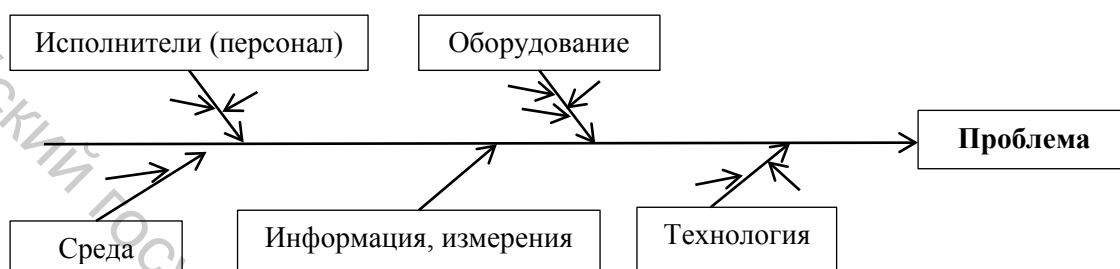 Исполнители (персонал)
Оборудование
Проблема
Среда
Информация, измерения
Технология